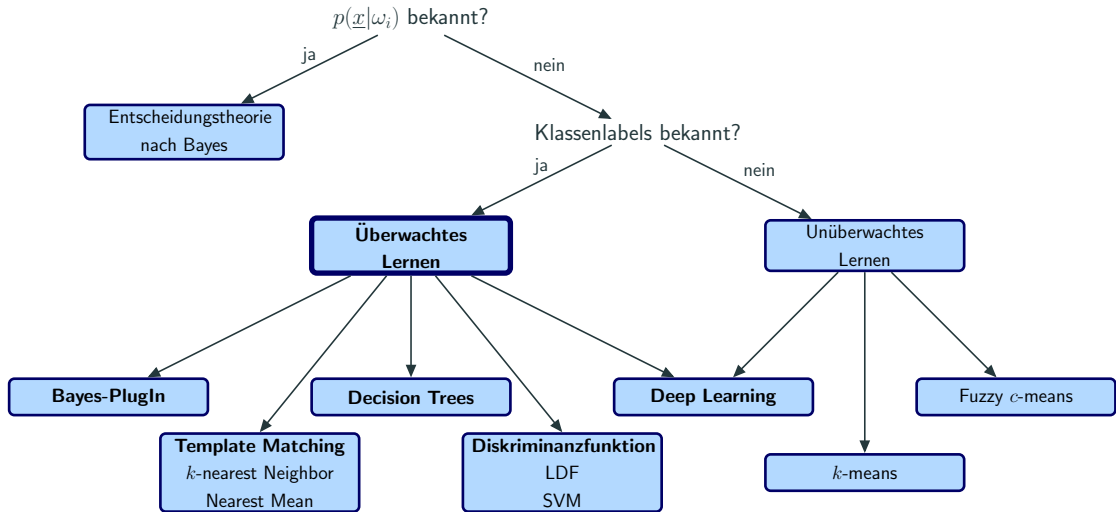 p(x|ω_i) bekannt?
ja
nein
Entscheidungstheorie
nach Bayes
Klassenlabels bekannt?
ja
nein
Überwachtes
Lernen
Unüberwachtes
Lernen
Bayes-PlugIn
Decision Trees
Deep Learning
Fuzzy c-means
Template Matching
k-nearest Neighbor
Nearest Mean
Diskriminanzfunktion
LDF
SVM
k-means